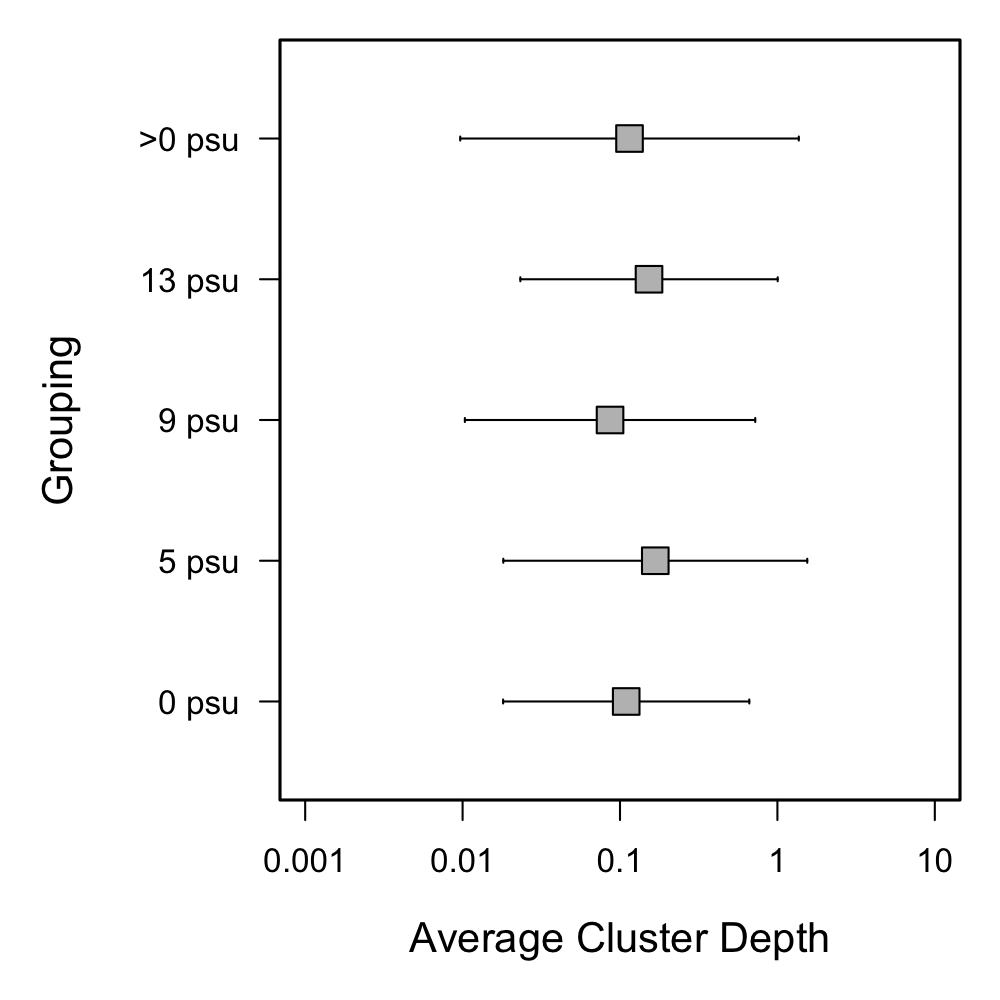 >0 psu
13 psu
9 psu
5 psu
0 psu
Grouping
0.001 0.01 0.1 1 10
Average Cluster Depth